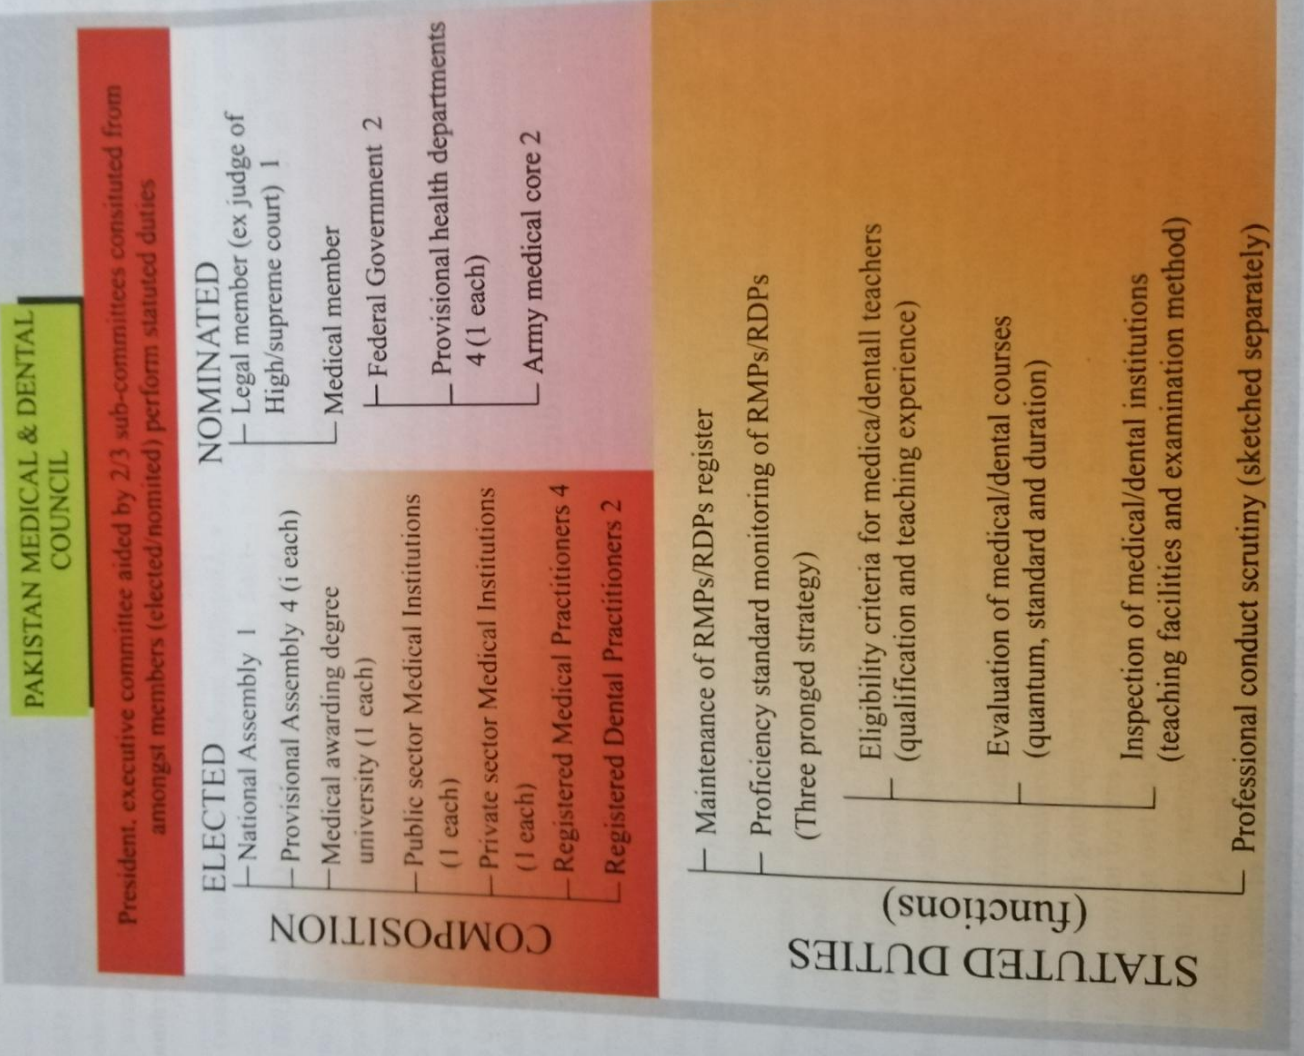 PAKISTAN MEDICAL & DENTAL
COUNCIL
President, executive committee aided by 2/3 sub-committees consituted from
amongst members (elected/nomited) perform statuted duties
COMPOSITION
ELECTED
National Assembly 1
Provisional Assembly 4 (i each)
Medical awarding degree
university (1 each)
Public sector Medical Institutions
(1 each)
Private sector Medical Institutions
(1 each)
Registered Medical Practitioners 4
Registered Dental Practitioners 2
NOMINATED
Legal member (ex judge of
High/supreme court) 1
Medical member
Federal Government 2
Provisional health departments
4 (1 each)
Army medical core 2
STATUTED DUTIES
(functions)
Maintenance of RMPs/RDPs register
Proficiency standard monitoring of RMPs/RDPs
(Three pronged strategy)
Eligibility criteria for medica/dentall teachers
(qualification and teaching experience)
Evaluation of medical/dental courses
(quantum, standard and duration)
Inspection of medical/dental institutions
(teaching facilities and examination method)
Professional conduct scrutiny (sketched separately)